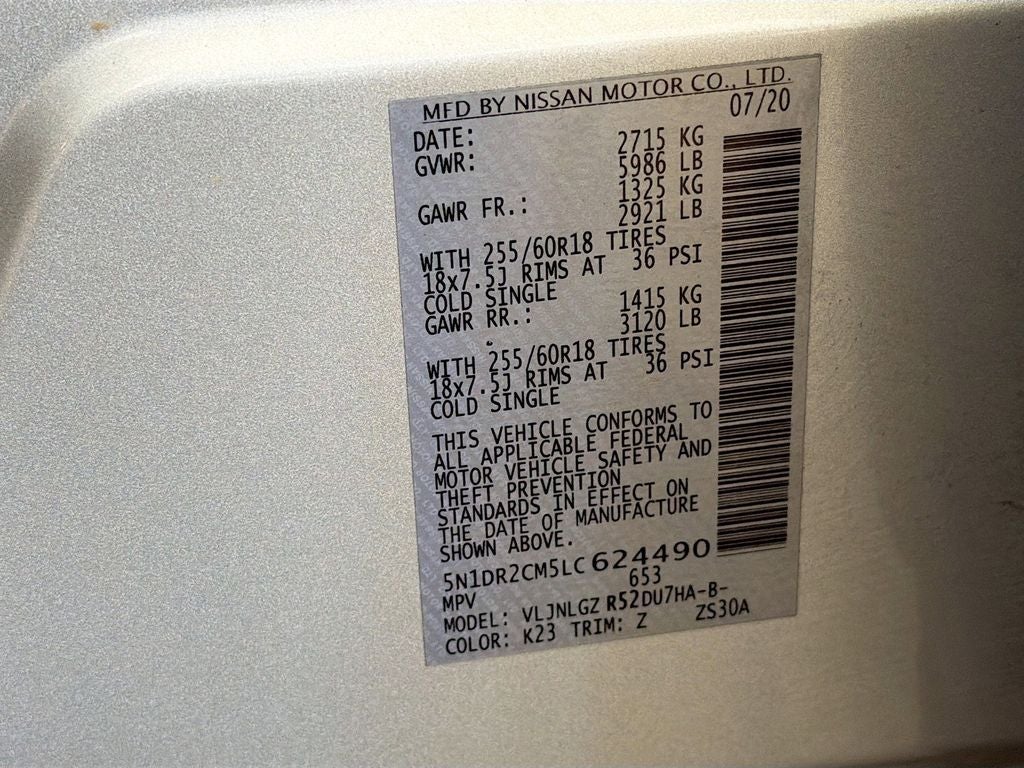 MFD BY NISSAN MOTOR CO., LTD.
DATE: 07/20
GVWR: 2715 KG
5986 LB
GAWR FR.: 1325 KG
2921 LB
WITH 255/60R18 TIRES
18x7.5J RIMS AT 36 PSI
COLD SINGLE
GAWR RR.: 1415 KG
3120 LB
WITH 255/60R18 TIRES
18x7.5J RIMS AT 36 PSI
COLD SINGLE
THIS VEHICLE CONFORMS TO
ALL APPLICABLE FEDERAL
MOTOR VEHICLE SAFETY AND
THEFT PREVENTION
STANDARDS IN EFFECT ON
THE DATE OF MANUFACTURE
SHOWN ABOVE.
5N1DR2CM5LC624490
MPV 653
MODEL: VLJNLGZ R52DU7HA-B-
COLOR: K23 TRIM: Z ZS30A